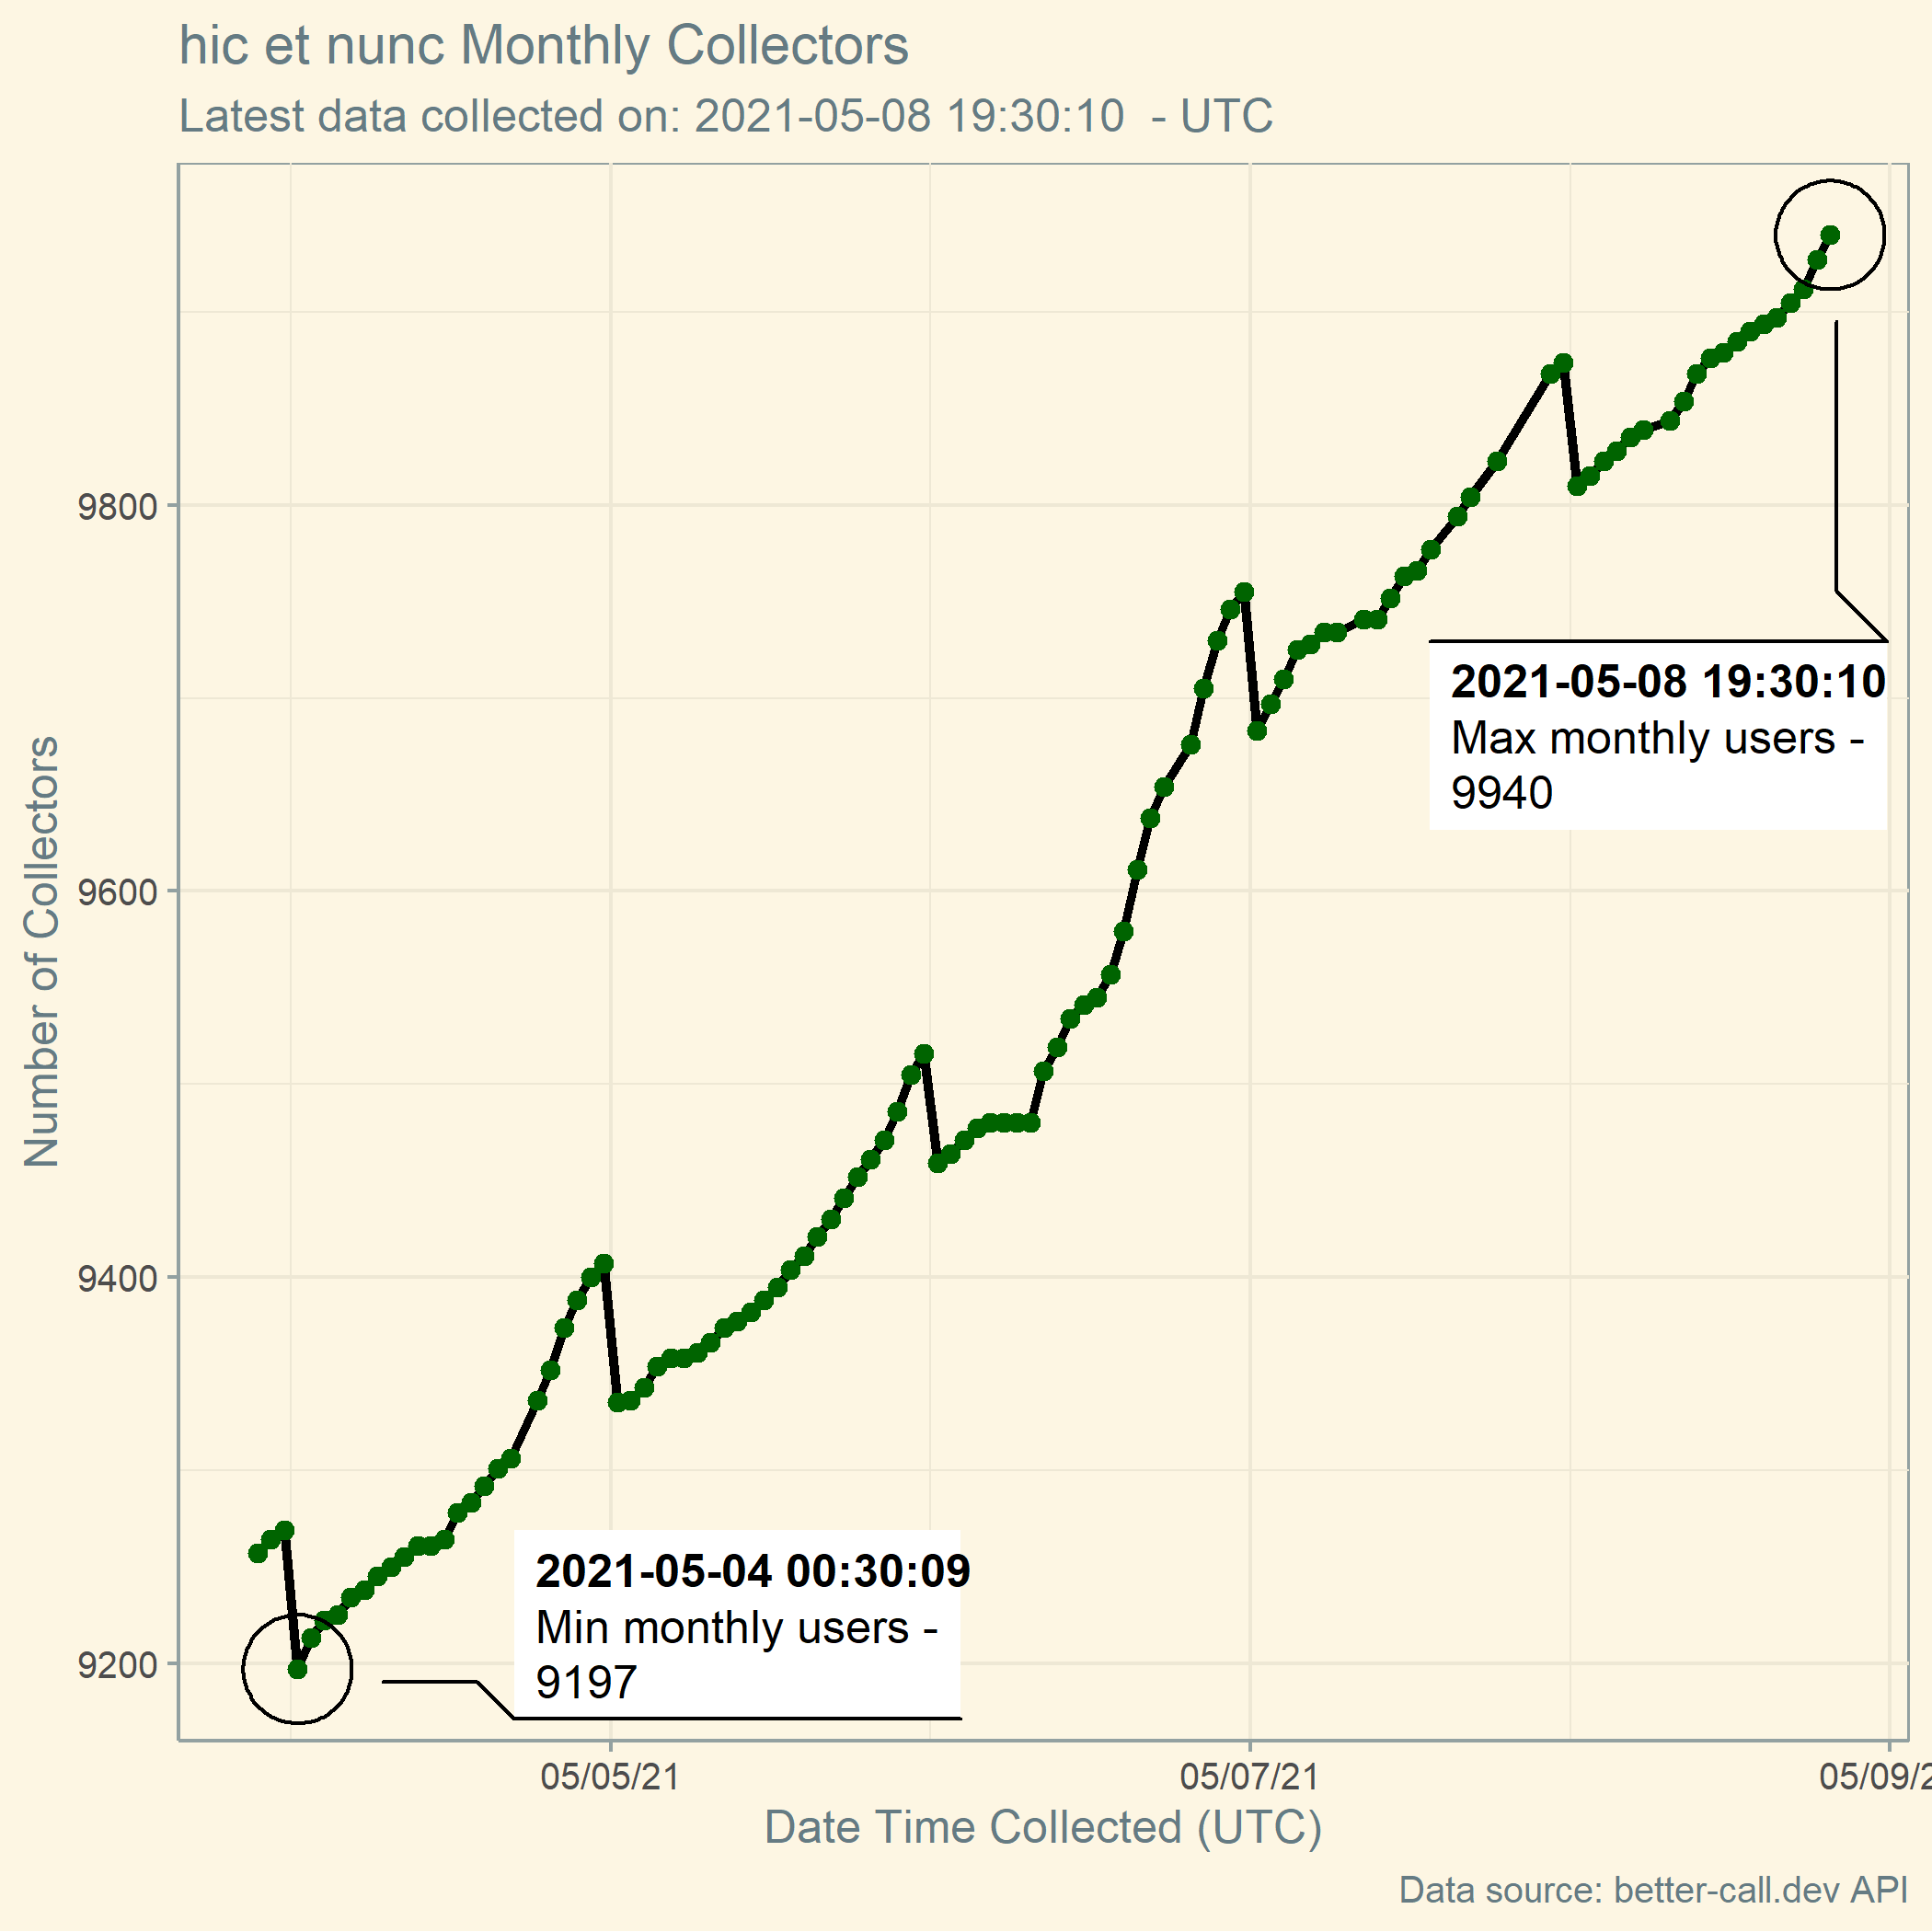 hic et nunc Monthly Collectors
Latest data collected on: 2021-05-08 19:30:10 - UTC
Number of Collectors
9800
9600
9400
9200
2021-05-08 19:30:10
Max monthly users -
9940
2021-05-04 00:30:09
Min monthly users -
9197
05/05/21
05/07/21
05/09/2
Date Time Collected (UTC)
Data source: better-call.dev API